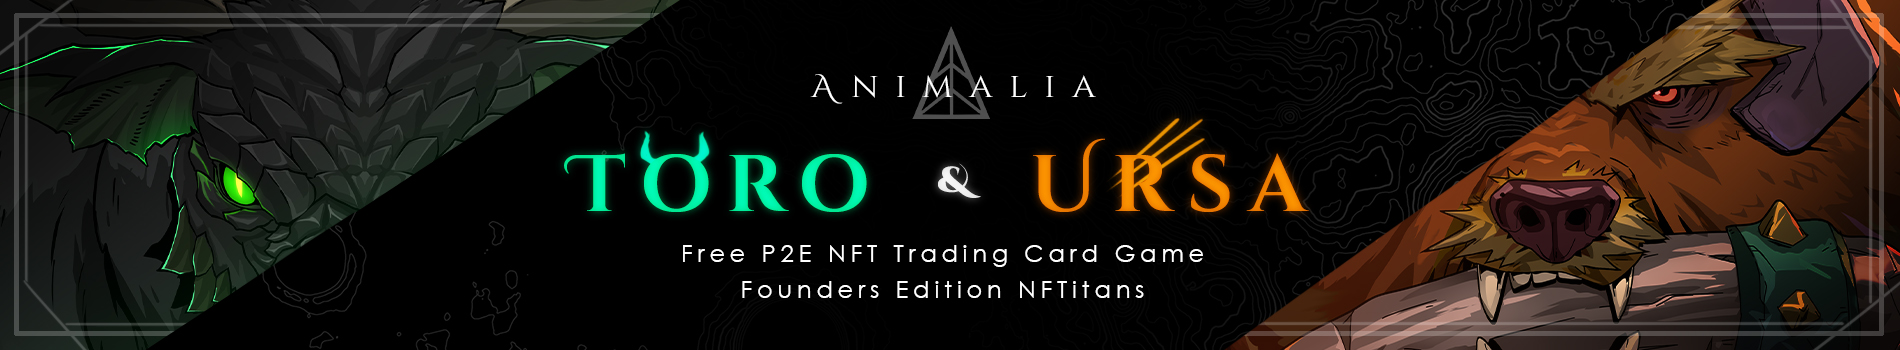 ANIMALIA
TORO & URSA
Free P2E NFT Trading Card Game
Founders Edition NFTitans